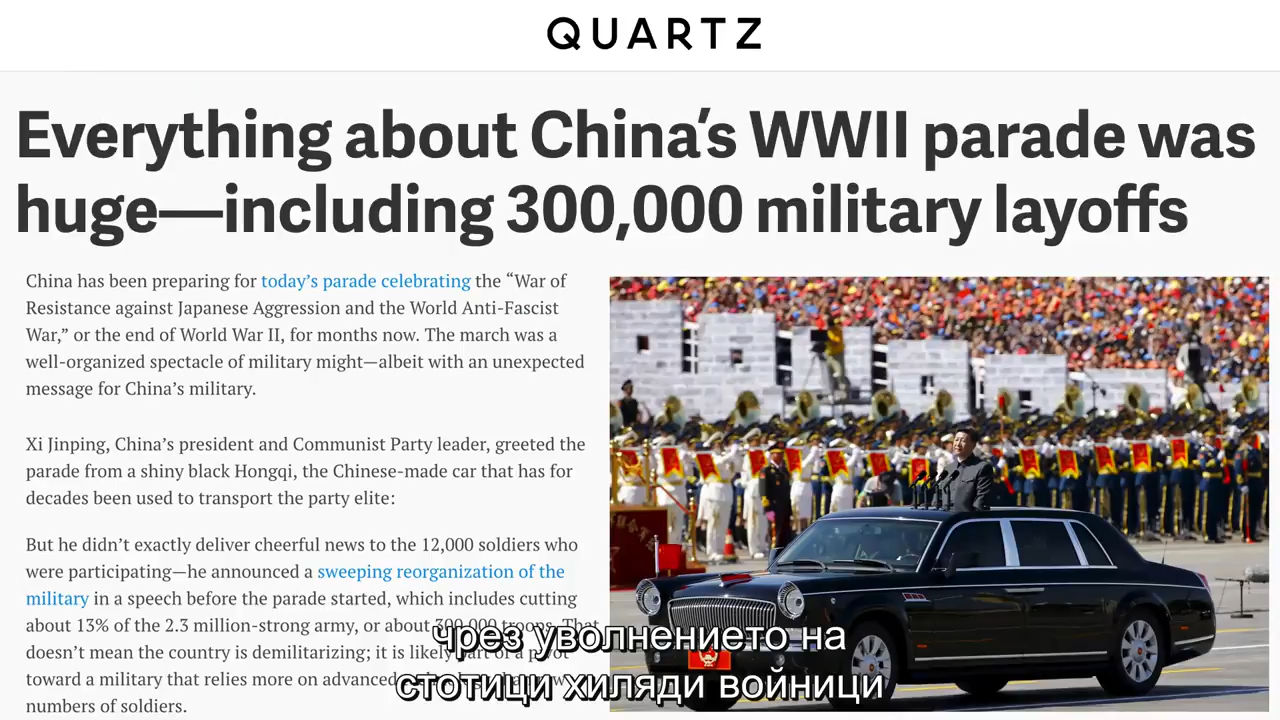 QUARTZ
Everything about China's WWII parade was
huge—including 300,000 military layoffs
China has been preparing for today's parade celebrating the “War of
Resistance against Japanese Aggression and the World Anti-Fascist
War,” or the end of World War II, for months now. The march was a
well-organized spectacle of military might—albeit with an unexpected
message for China's military.
Xi Jinping, China's president and Communist Party leader, greeted the
parade from a shiny black Hongqi, the Chinese-made car that has for
decades been used to transport the party elite:
But he didn't exactly deliver cheerful news to the 12,000 soldiers who
were participating—he announced a sweeping reorganization of the
military in a speech before the parade started, which includes cutting
about 13% of the 2.3 million-strong army, or about 300,000 troops. That
doesn't mean the country is demilitarizing; it is likely part of a pivot
toward a military that relies more on advanced
numbers of soldiers.
чрез уволнението на
стотици хиляди войници